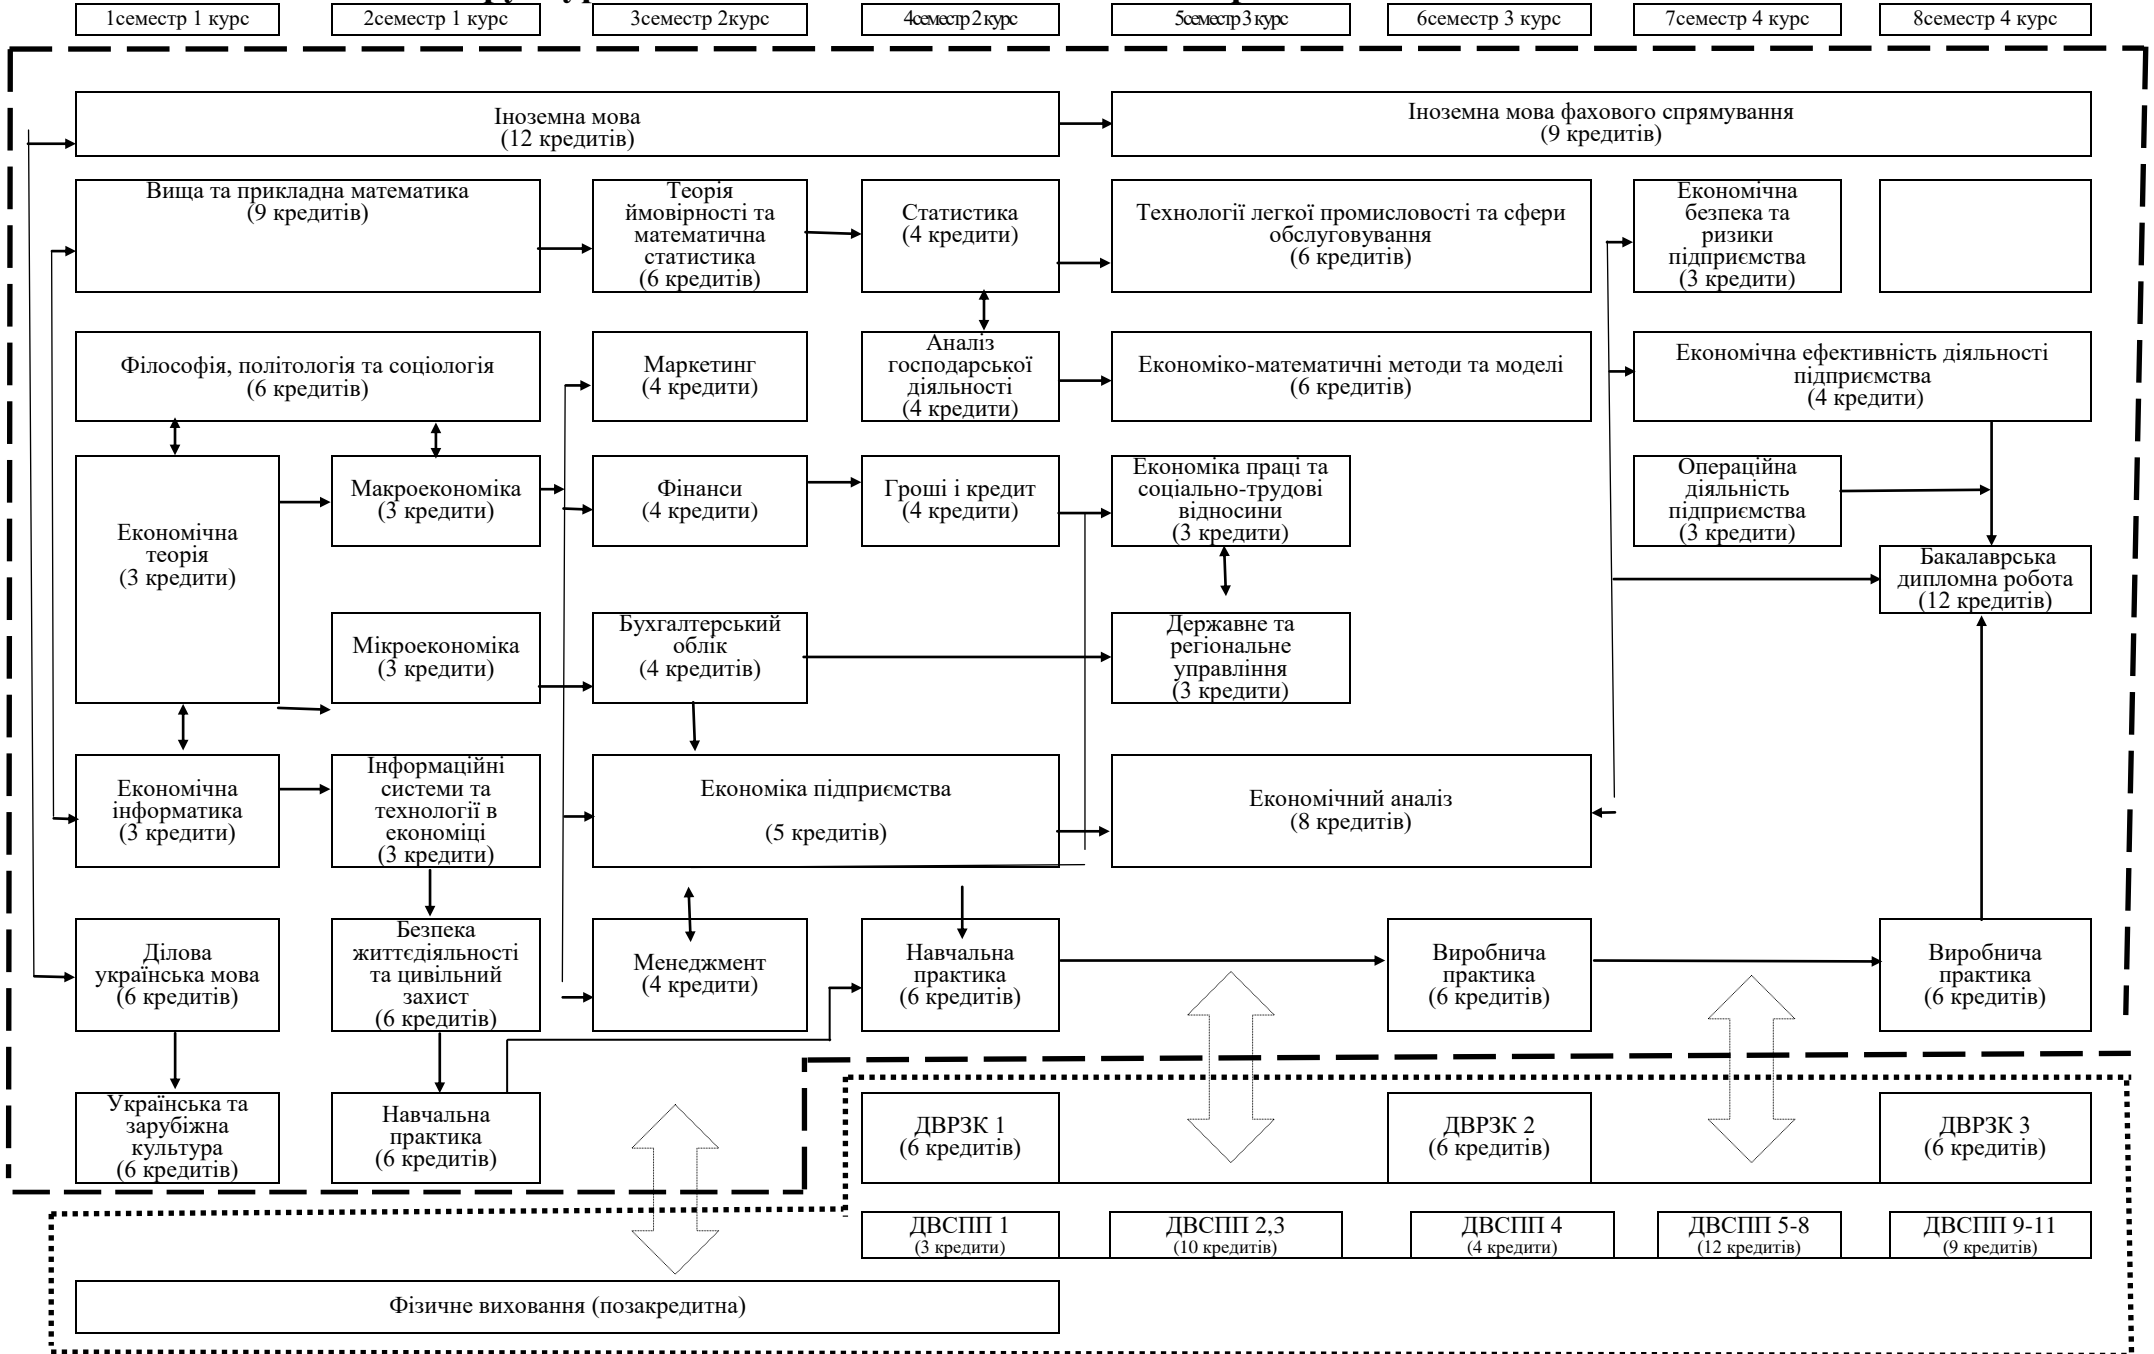 1семестр 1 курс
2семестр 1 курс
3семестр 2курс
4семестр 2 курс
5семестр 3 курс
6семестр 3 курс
7семестр 4 курс
8семестр 4 курс
Іноземна мова
(12 кредитів)
Іноземна мова фахового спрямування
(9 кредитів)
Вища та прикладна математика
(9 кредитів)
Теорія
ймовірності та
математична
статистика
(6 кредитів)
Статистика
(4 кредити)
Технології легкої промисловості та сфери
обслуговування
(6 кредитів)
Економічна
безпека та
ризики
підприємства
(3 кредити)
Філософія, політологія та соціологія
(6 кредитів)
Маркетинг
(4 кредити)
Аналіз
господарської
діяльності
(4 кредити)
Економіко-математичні методи та моделі
(6 кредитів)
Економічна ефективність діяльності
підприємства
(4 кредити)
Економічна
теорія
(3 кредити)
Макроекономіка
(3 кредити)
Фінанси
(4 кредити)
Гроші і кредит
(4 кредити)
Економіка праці та
соціально-трудові
відносини
(3 кредити)
Операційна
діяльність
підприємства
(3 кредити)
Бакалаврська
дипломна робота
(12 кредитів)
Мікроекономіка
(3 кредити)
Бухгалтерський
облік
(4 кредитів)
Державне та
регіональне
управління
(3 кредити)
Економічна
інформатика
(3 кредити)
Інформаційні
системи та
технології в
економіці
(3 кредити)
Економіка підприємства
(5 кредитів)
Економічний аналіз
(8 кредитів)
Ділова
українська мова
(6 кредитів)
Безпека
життєдіяльності
та цивільний
захист
(6 кредитів)
Менеджмент
(4 кредити)
Навчальна
практика
(6 кредитів)
Виробнича
практика
(6 кредитів)
Виробнича
практика
(6 кредитів)
Українська та
зарубіжна
культура
(6 кредитів)
Навчальна
практика
(6 кредитів)
ДВРЗК 1
(6 кредитів)
ДВРЗК 2
(6 кредитів)
ДВРЗК 3
(6 кредитів)
ДВСПП 1
(3 кредити)
ДВСПП 2,3
(10 кредитів)
ДВСПП 4
(4 кредити)
ДВСПП 5-8
(12 кредитів)
ДВСПП 9-11
(9 кредитів)
Фізичне виховання (позакредитна)